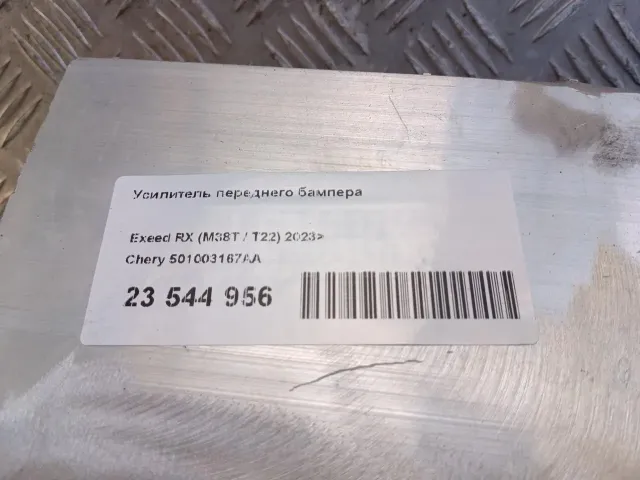 Усилитель переднего бампера
Exeed RX (M38T / T22) 2023>
Chery 501003167AA
23 544 956